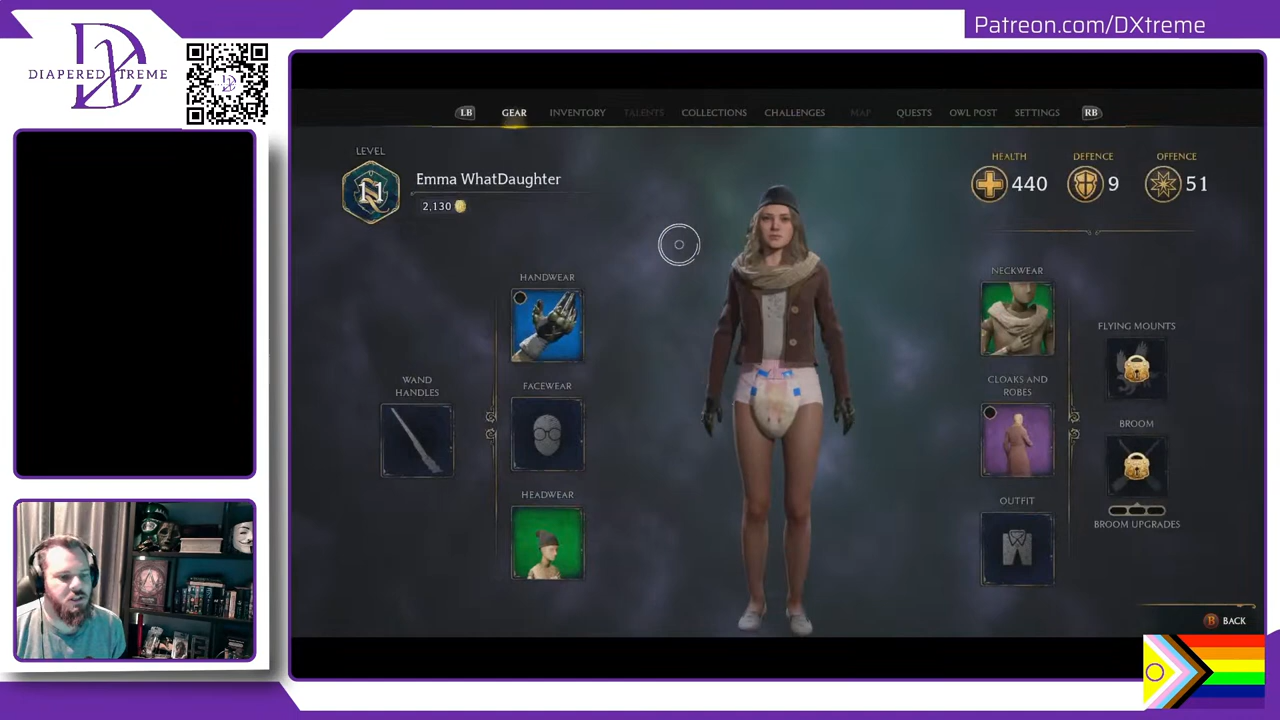 Patreon.com/DXtreme
DIAPERED XTREME
LB
GEAR
INVENTORY
TALENTS
COLLECTIONS
CHALLENGES
MAP
QUESTS
OWL POST
SETTINGS
RB
LEVEL
11
Emma WhatDaughter
2,130
HEALTH
440
DEFENCE
9
OFFENCE
51
HANDWEAR
WAND
HANDLES
FACEWEAR
HEADWEAR
NECKWEAR
CLOAKS AND
ROBES
OUTFIT
FLYING MOUNTS
BROOM
BROOM UPGRADES
B BACK